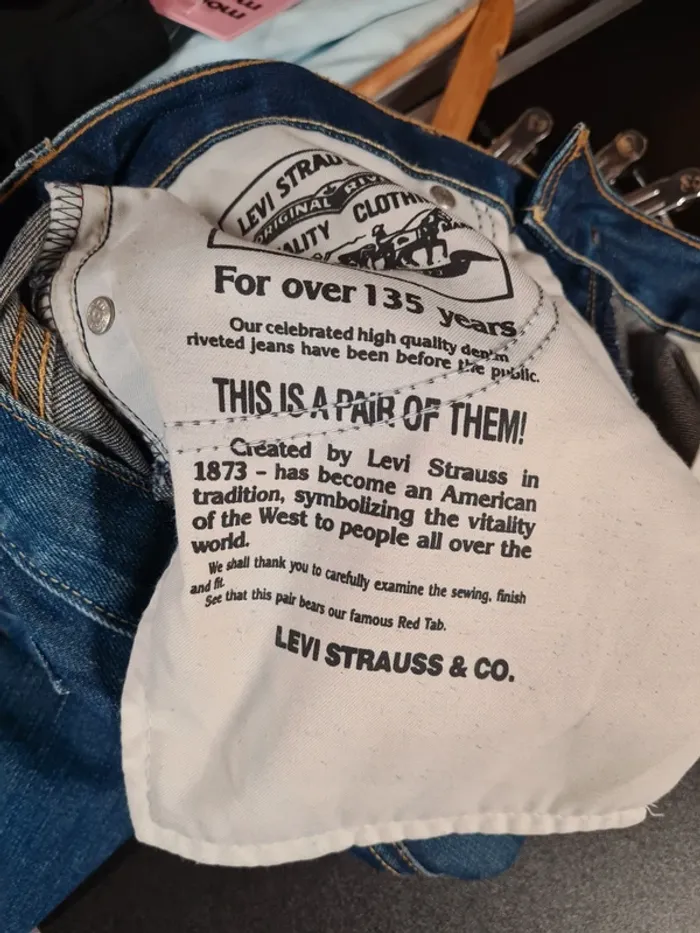 LEVI STRAU
ORIGINAL
ALITY CLOTHI
For over 135 years
Our celebrated high quality denim
riveted jeans have been before the public.
THIS IS A PAIR OF THEM!
Created by Levi Strauss in
1873 – has become an American
tradition, symbolizing the vitality
of the West to people all over the
world.
We shall thank you to carefully examine the sewing, finish
and fit.
See that this pair bears our famous Red Tab.
LEVI STRAUSS & CO.